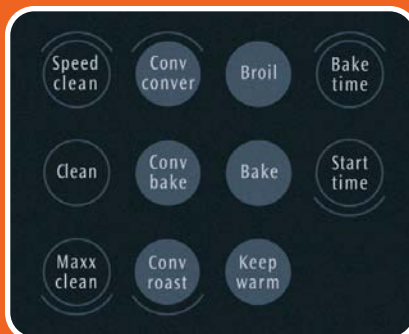 Speed
clean
Conv
conver
Broil
Bake
time
Clean
Conv
bake
Bake
Start
time
Maxx
clean
Conv
roast
Keep
warm